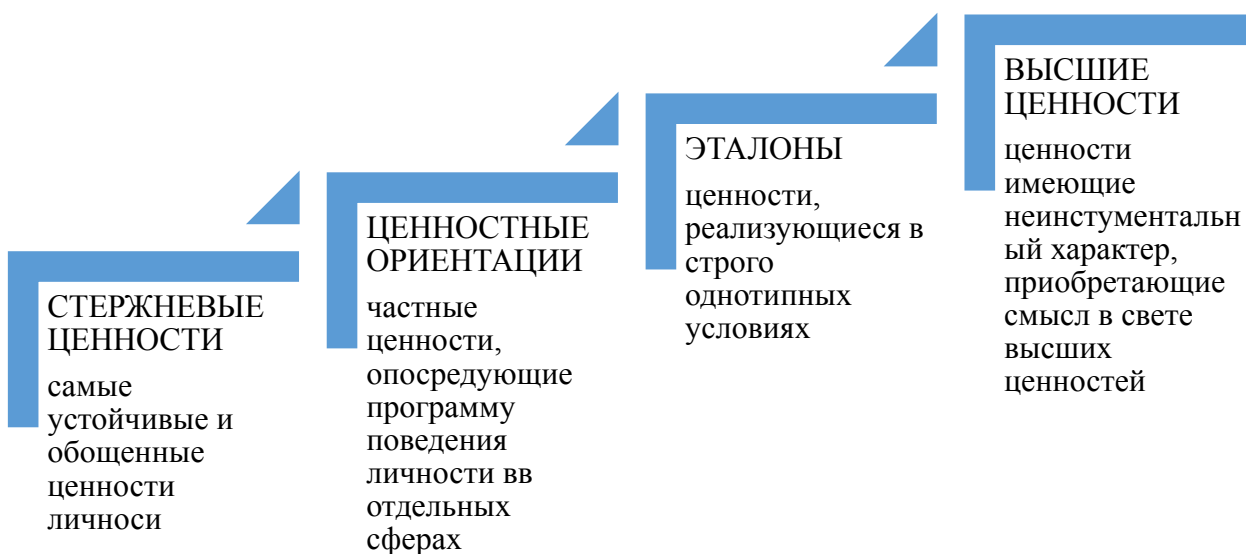 СТЕРЖНЕВЫЕ
ЦЕННОСТИ
самые
устойчивые и
обощенные
ценности
личноси
ЦЕННОСТНЫЕ
ОРИЕНТАЦИИ
частные
ценности,
опосредующие
программу
поведения
личности вв
отдельных
сферах
ЭТАЛОНЫ
ценности,
реализующиеся в
строго
однотипных
условиях
ВЫСШИЕ
ЦЕННОСТИ
ценности
имеющие
неинстументальн
ый характер,
приобретающие
смысл в свете
высших
ценностей